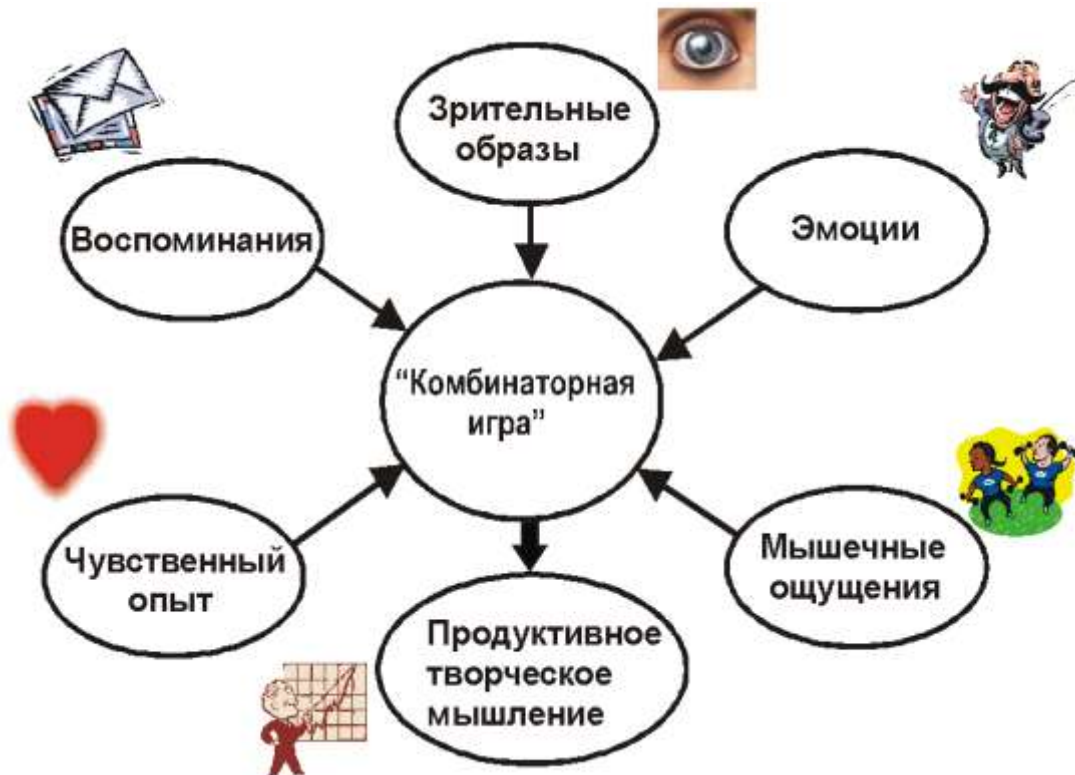 Зрительные
образы
Воспоминания
Эмоции
“Комбинаторная
игра”
Чувственный
опыт
Мышечные
ощущения
Продуктивное
творческое
мышление